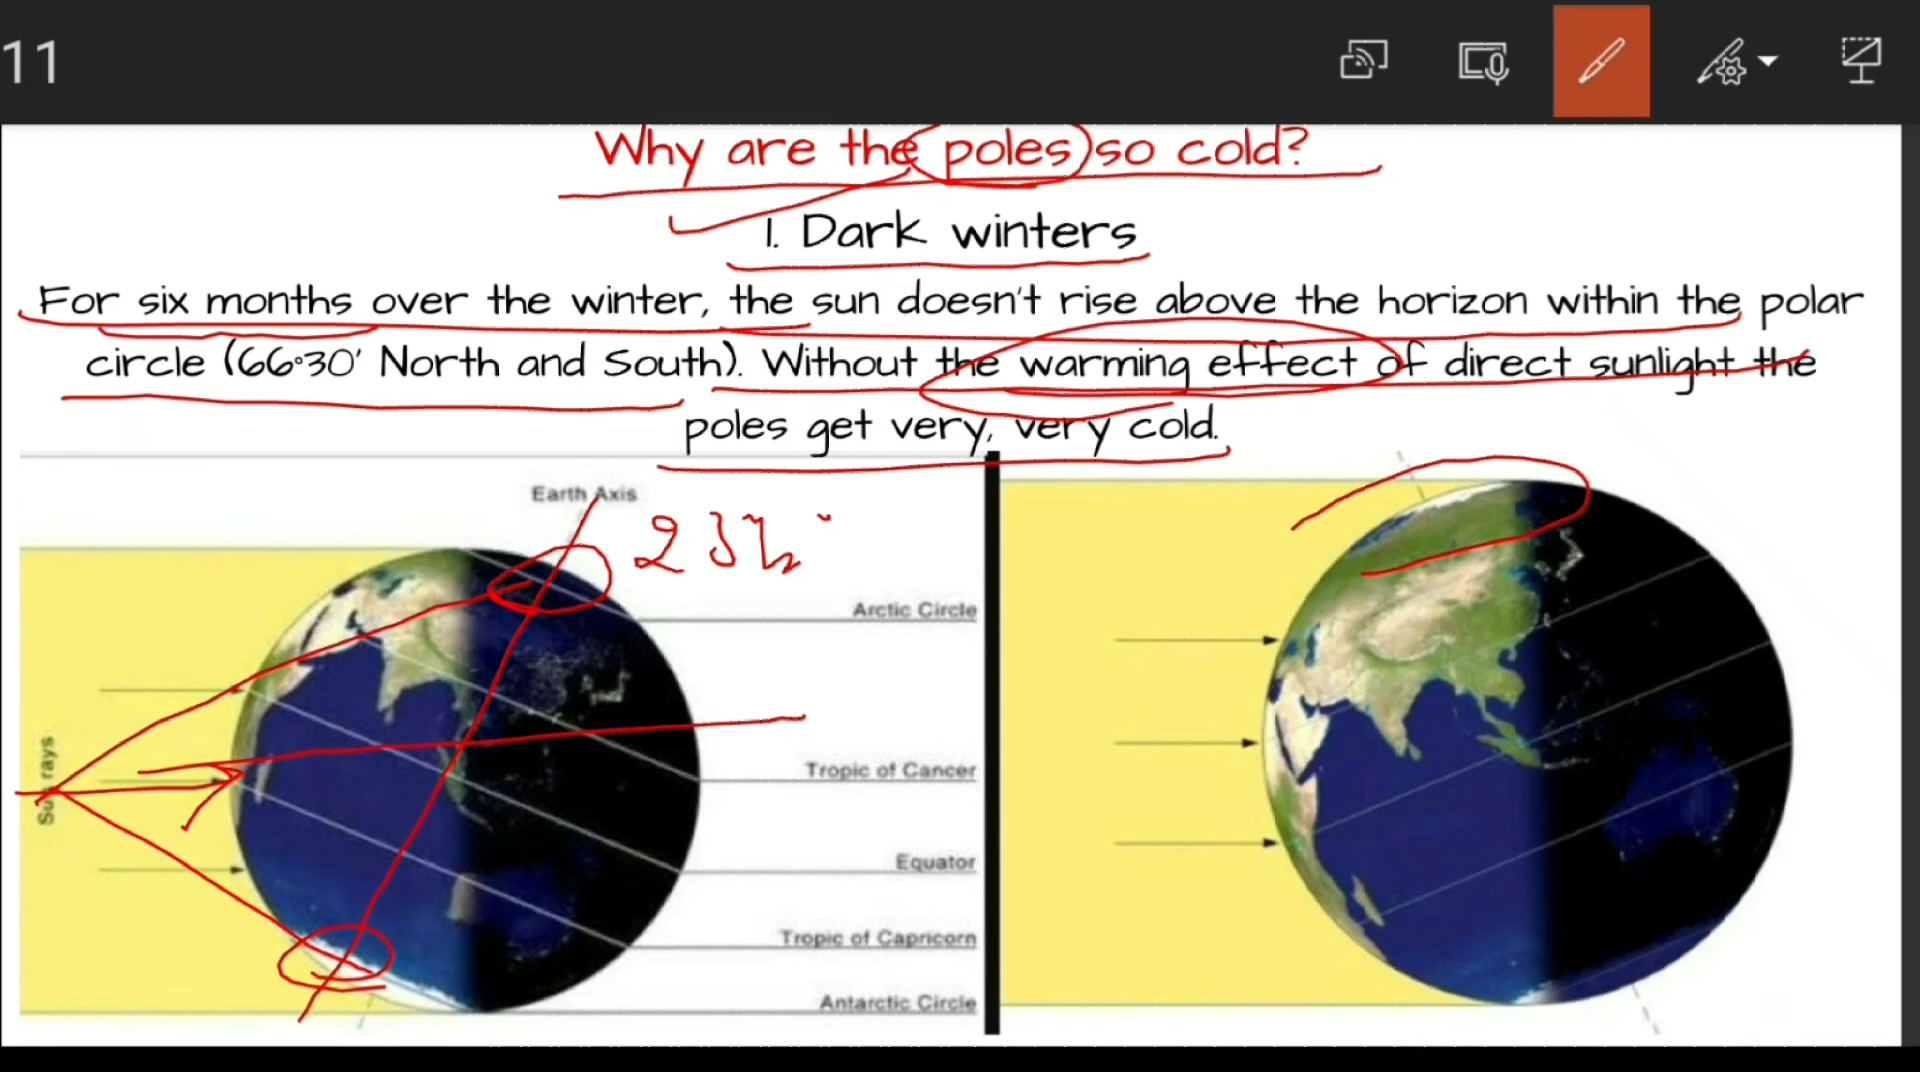 11
Why are the poles so cold?
1. Dark winters
For six months over the winter, the sun doesn't rise above the horizon within the polar
circle (66°30' North and South). Without the warming effect of direct sunlight the
poles get very, very cold.
Earth Axis
Arctic Circle
Sun rays
Tropic of Cancer
Equator
Tropic of Capricorn
Antarctic Circle